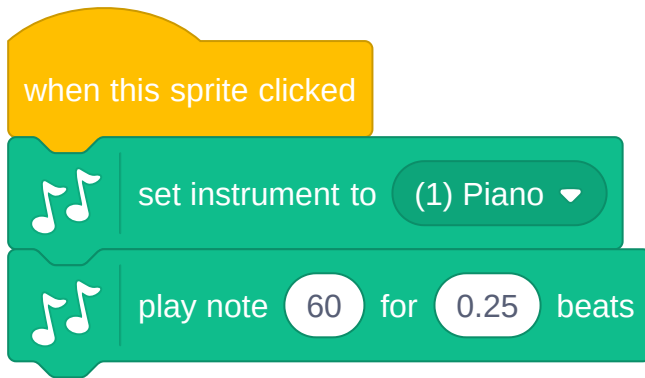 when this sprite clicked
set instrument to (1) Piano
play note 60 for 0.25 beats